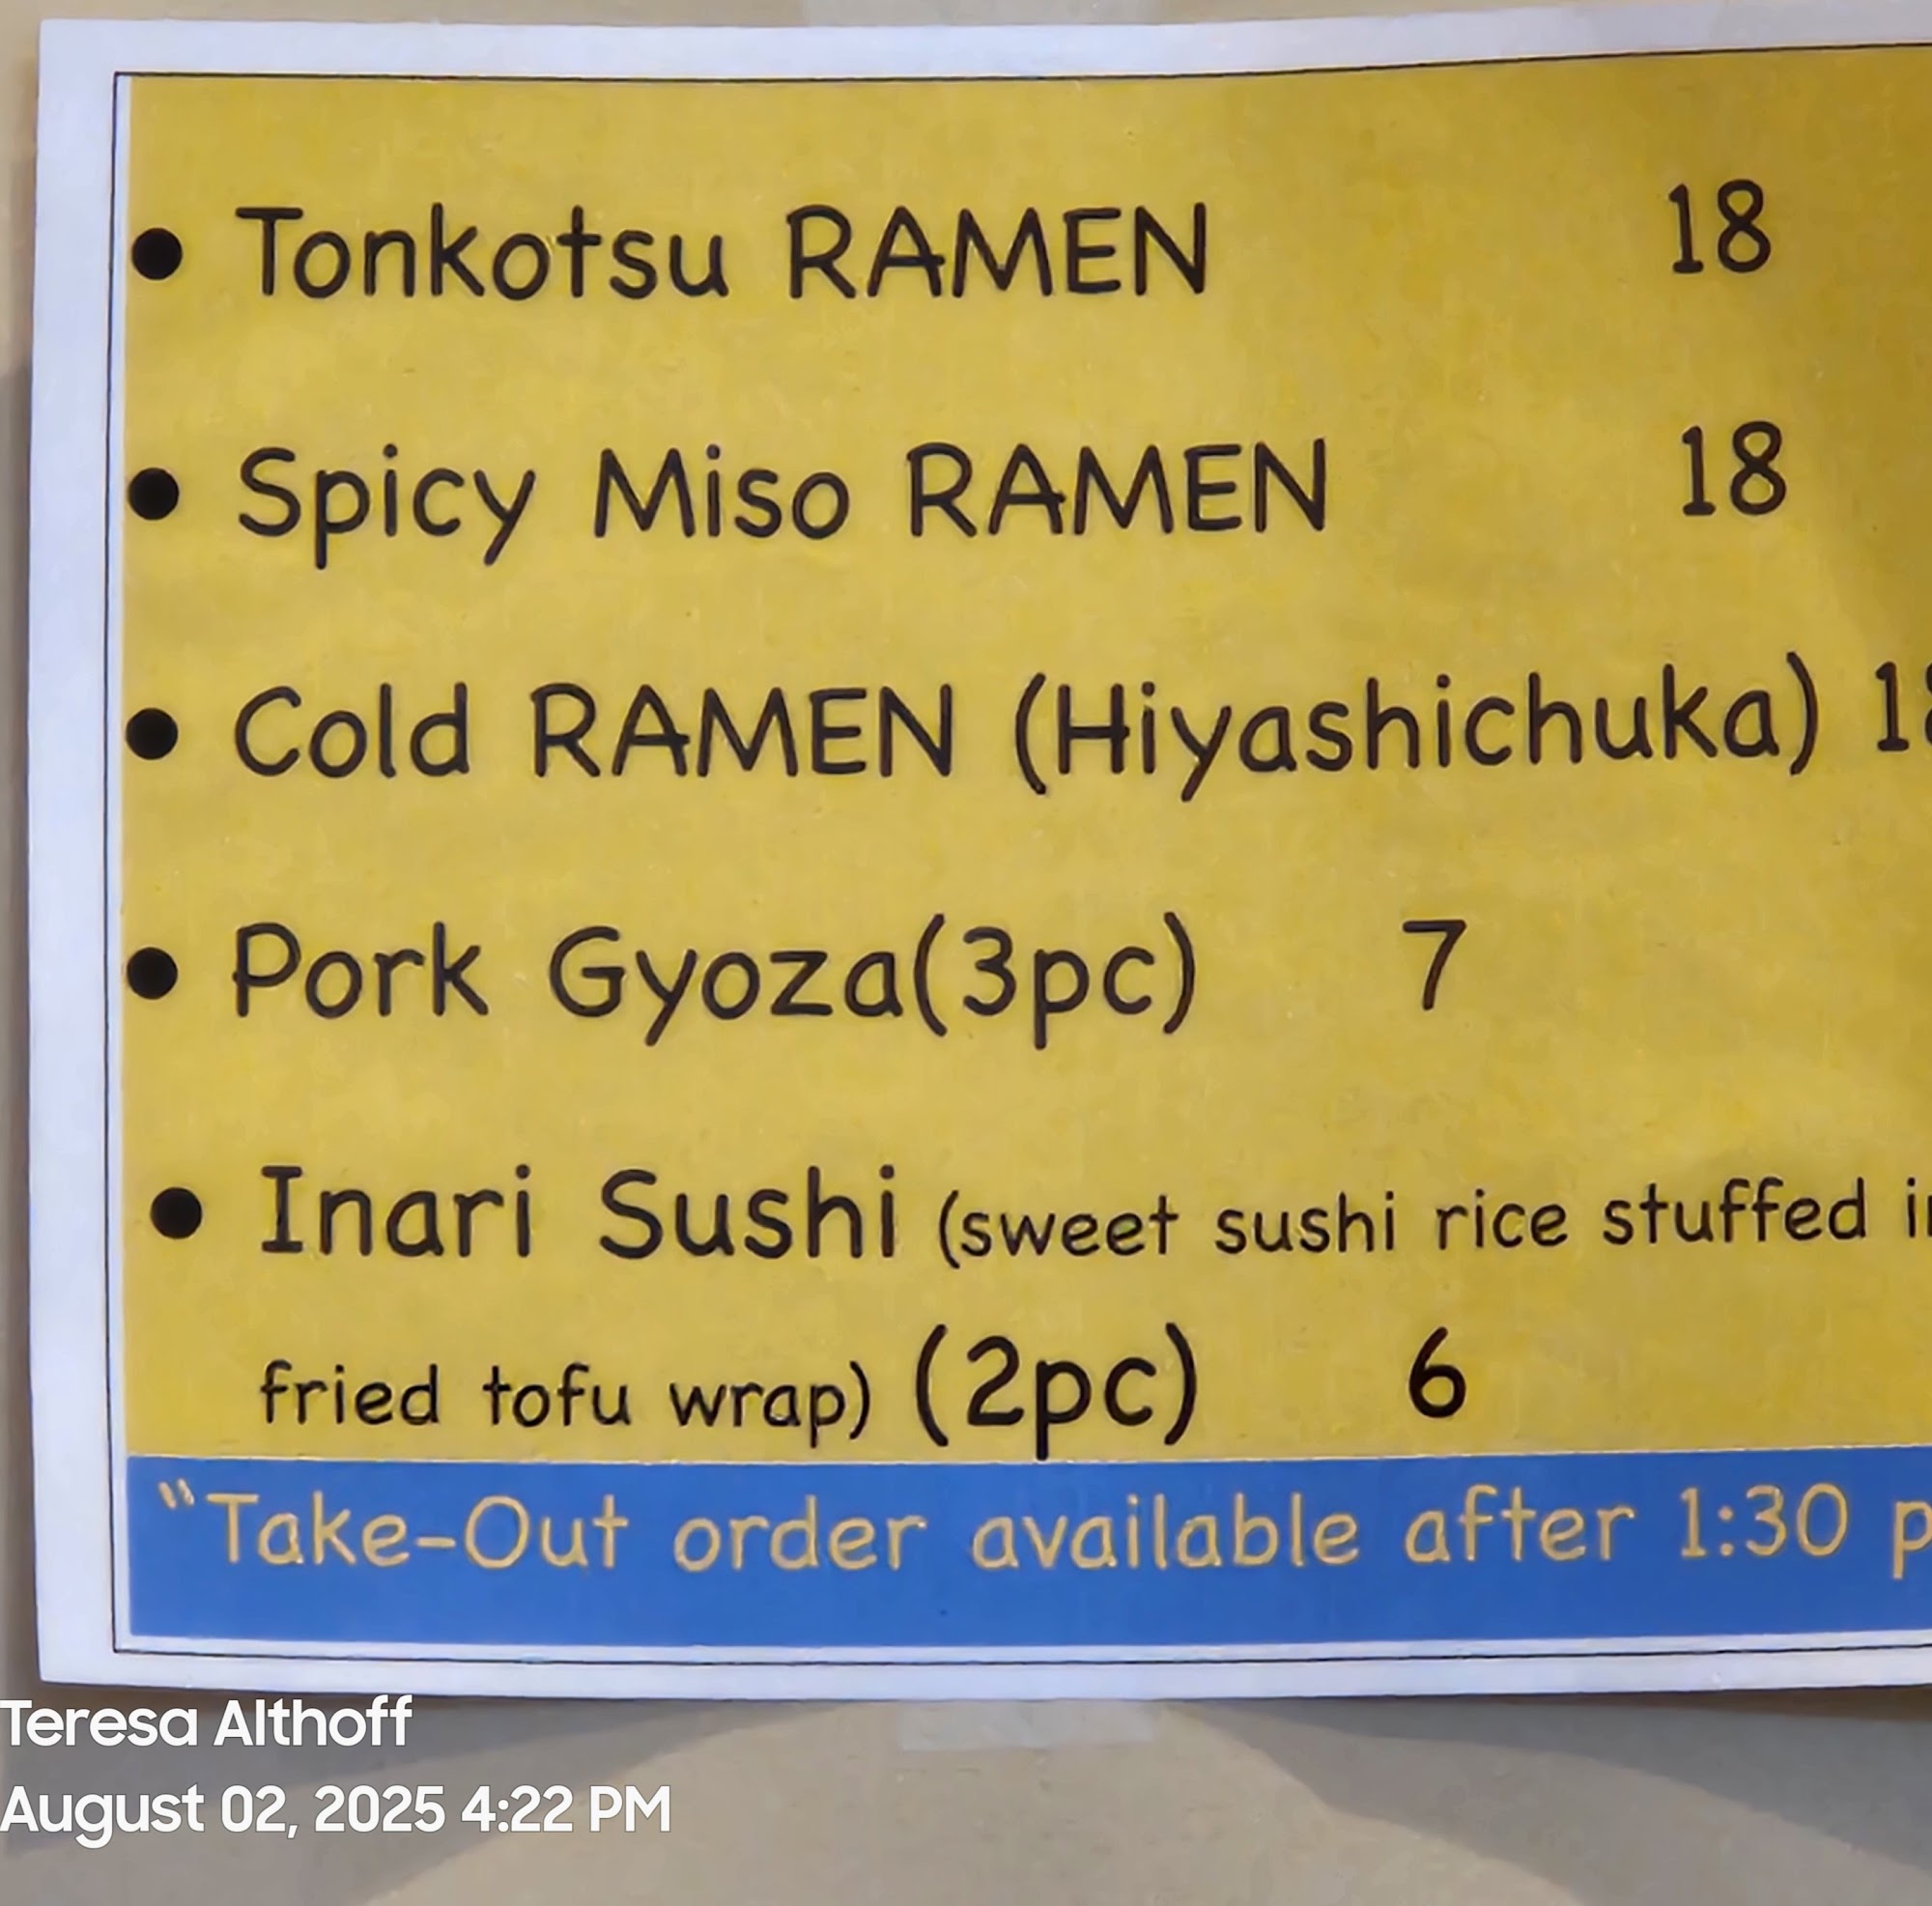 • Tonkotsu RAMEN 18
• Spicy Miso RAMEN 18
• Cold RAMEN (Hiyashichuka)
• Pork Gyoza(3pc) 7
• Inari Sushi (sweet sushi rice stuffed
fried tofu wrap) (2pc) 6
"Take-Out order available after 1:30
Teresa Althoff
August 02, 2025 4:22 PM